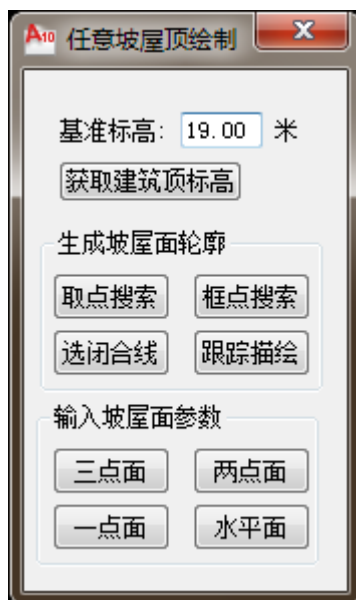 A10 任意坡屋顶绘制
基准标高: 19.00 米
获取建筑顶标高
生成坡屋面轮廓
取点搜索 框点搜索
选闭合线 跟踪描绘
输入坡屋面参数
三点面 两点面
一点面 水平面